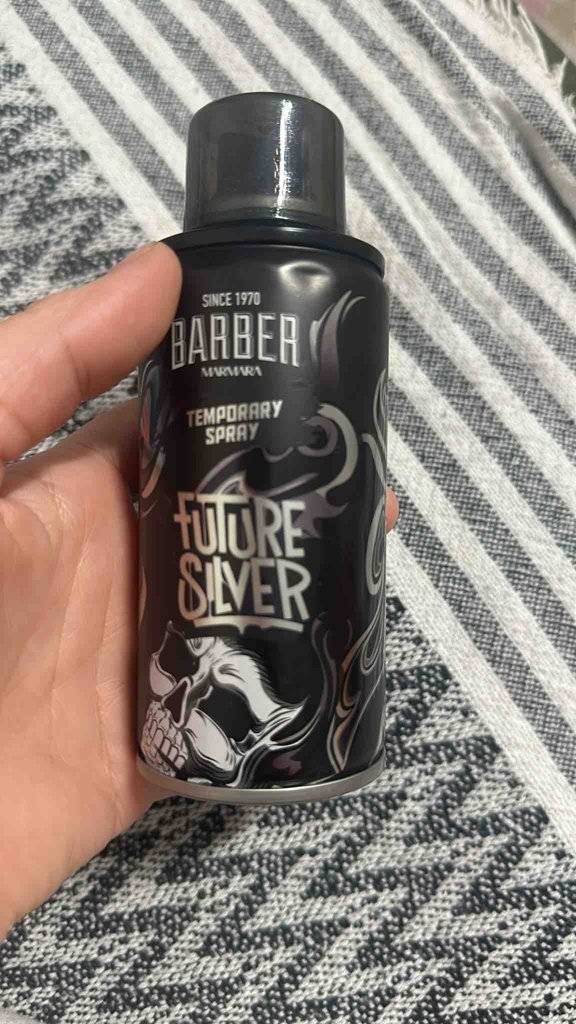 SINCE 1970
BARBER
MARMARA
TEMPORARY
SPRAY
FUTURE
SILVER